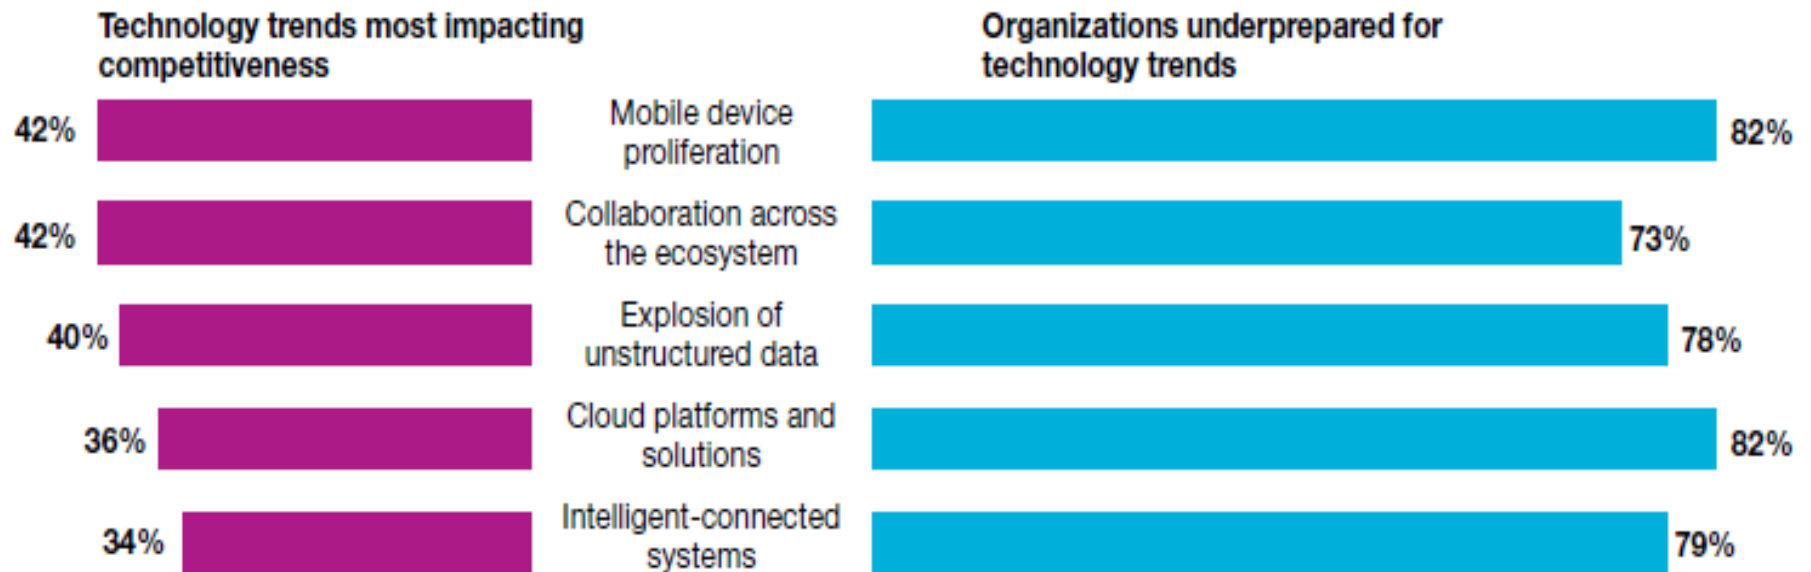 Technology trends most impacting
competitiveness
Organizations underprepared for
technology trends
42%
Mobile device
proliferation
82%
42%
Collaboration across
the ecosystem
73%
40%
Explosion of
unstructured data
78%
36%
Cloud platforms and
solutions
82%
34%
Intelligent-connected
systems
79%